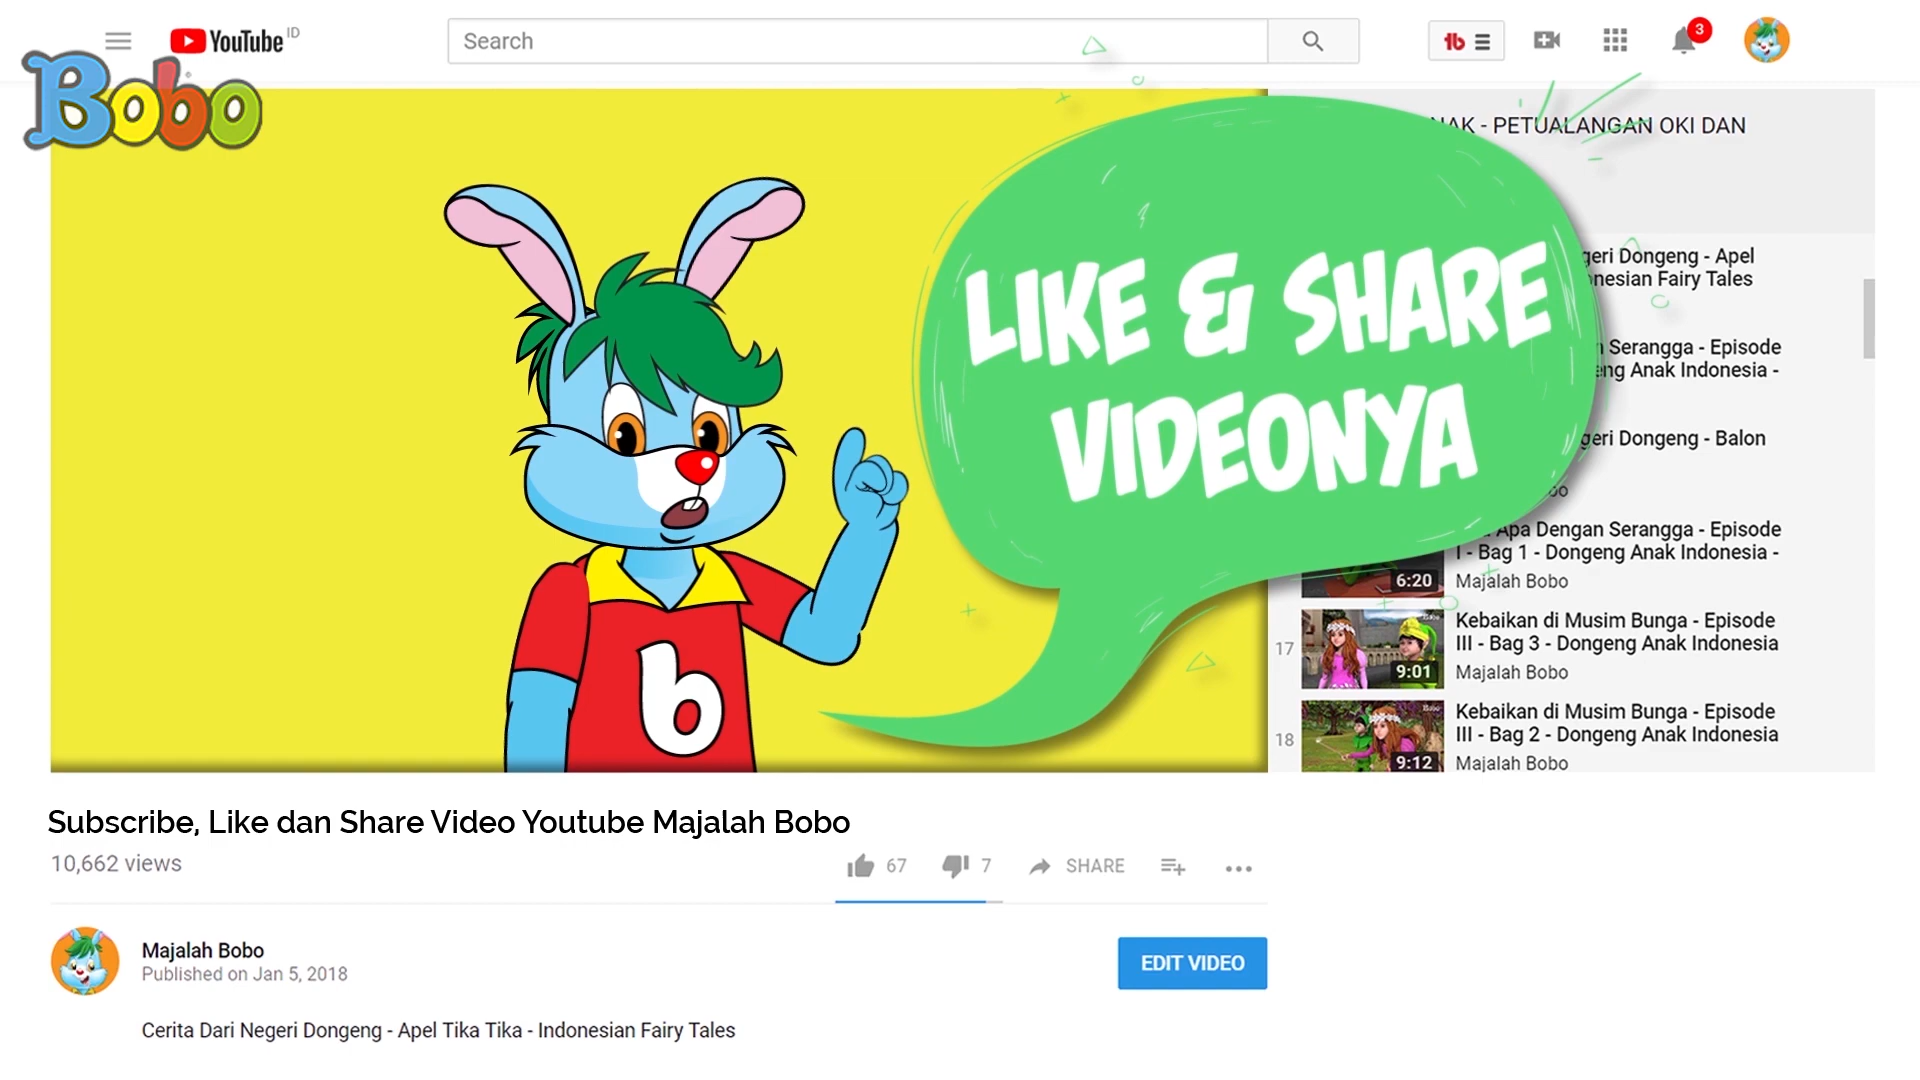 YouTube ID
Search
3
Bobo
NAK - PETUALANGAN OKI DAN
LIKE & SHARE
VIDEONYA
geri Dongeng - Apel
nesian Fairy Tales
n Serangga - Episode
eng Anak Indonesia -
geri Dongeng - Balon
bo
Apa Dengan Serangga - Episode
I - Bag 1 - Dongeng Anak Indonesia -
Majalah Bobo
6:20
17
Kebaikan di Musim Bunga - Episode
III - Bag 3 - Dongeng Anak Indonesia
Majalah Bobo
9:01
18
Kebaikan di Musim Bunga - Episode
III - Bag 2 - Dongeng Anak Indonesia
Majalah Bobo
9:12
b
Subscribe, Like dan Share Video Youtube Majalah Bobo
10,662 views
67
7
SHARE
Majalah Bobo
Published on Jan 5, 2018
EDIT VIDEO
Cerita Dari Negeri Dongeng - Apel Tika Tika - Indonesian Fairy Tales